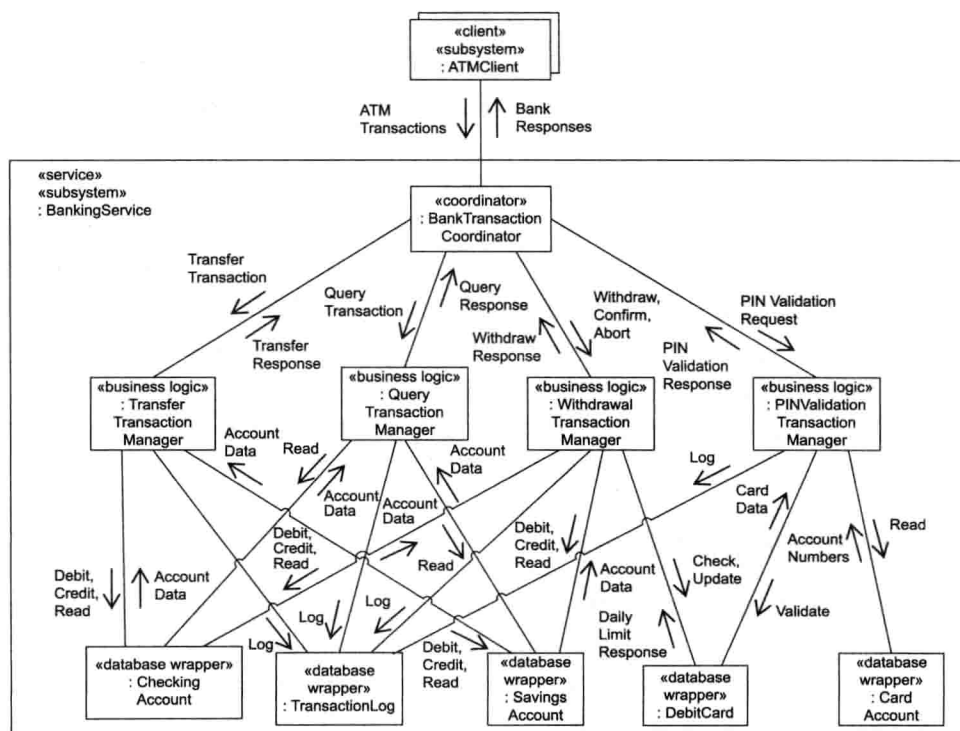 «client»
«subsystem»
: ATMClient
ATM
Transactions
Bank
Responses
«service»
«subsystem»
: BankingService
«coordinator»
: BankTransaction
Coordinator
Transfer
Transaction
Query
Transaction
Query
Response
Withdraw,
Confirm,
Abort
PIN Validation
Request
Transfer
Response
Withdraw
Response
PIN
Validation
Response
«business logic»
: Transfer
Transaction
Manager
«business logic»
: Query
Transaction
Manager
«business logic»
: Withdrawal
Transaction
Manager
«business logic»
: PINValidation
Transaction
Manager
Account
Data
Read
Account
Data
Account
Data
Account
Data
Log
Card
Data
Debit,
Credit,
Read
Read
Debit,
Credit,
Read
Account
Numbers
Read
Debit,
Credit,
Read
Account
Data
Account
Data
Check,
Update
Validate
Log
Log
Log
Debit,
Credit,
Read
Daily
Limit
Response
«database wrapper»
: Checking
Account
«database
wrapper»
: TransactionLog
«database
wrapper»
: Savings
Account
«database
wrapper»
: DebitCard
«database
wrapper»
: Card
Account